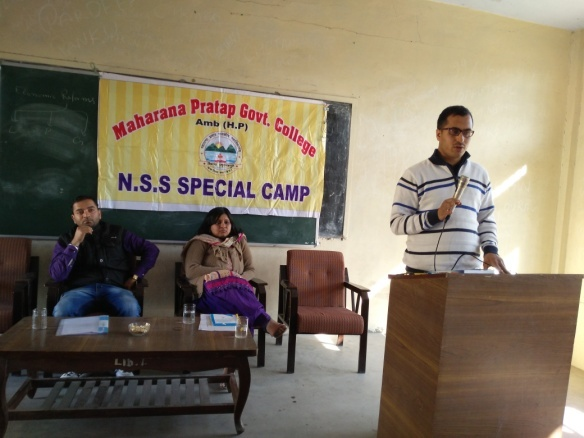 Maharana Pratap Govt. College
Amb (H.P)
N.S.S SPECIAL CAMP